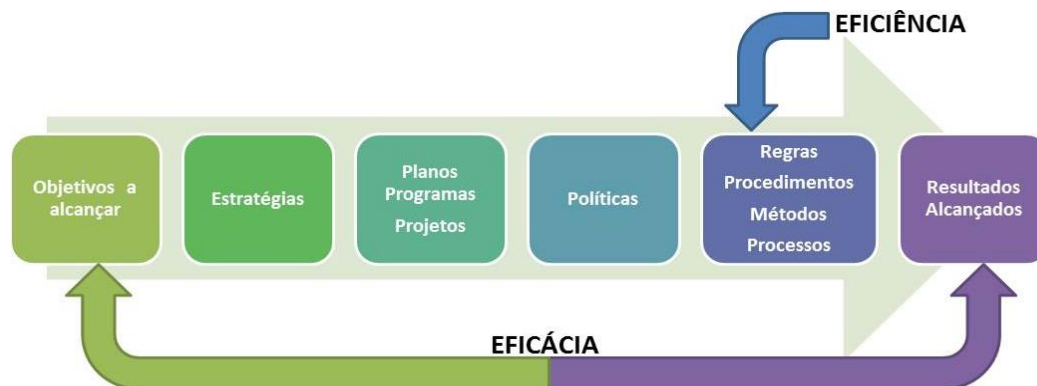 EFICIÊNCIA
Objetivos a
alcançar
Estratégias
Planos
Programas
Projetos
Políticas
Regras
Procedimentos
Métodos
Processos
Resultados
Alcançados
EFICÁCIA